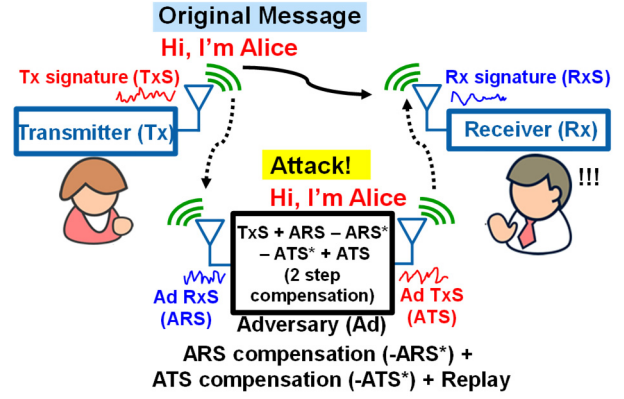 Original Message
Hi, I'm Alice
Tx signature (TxS)
Rx signature (RxS)
Transmitter (Tx)
Receiver (Rx)
Attack!
Hi, I'm Alice
!!!
TxS + ARS – ARS*
– ATS* + ATS
(2 step
compensation)
Ad RxS
(ARS)
Ad TxS
(ATS)
Adversary (Ad)
ARS compensation (-ARS*) +
ATS compensation (-ATS*) + Replay